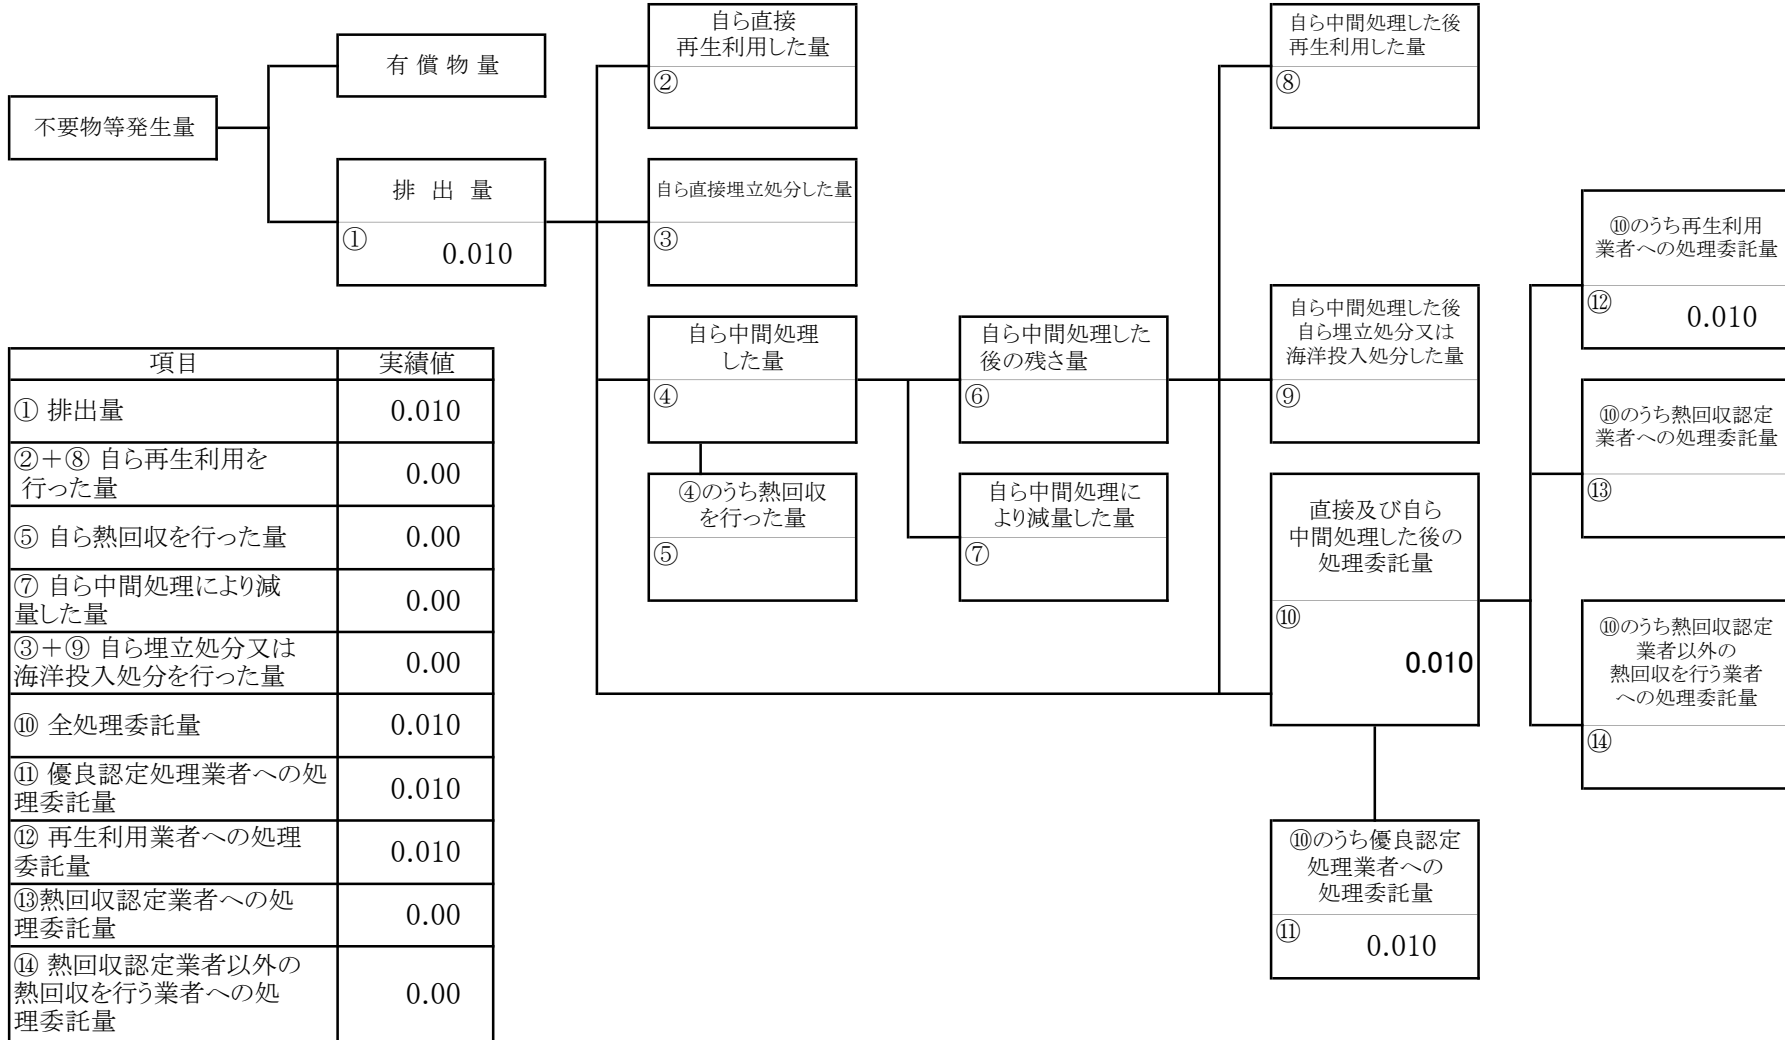 不要物等発生量
有 償 物 量
排 出 量
①
0.010
自ら直接
再生利用した量
②
自ら直接埋立処分した量
③
自ら中間処理
した量
④
④のうち熱回収
を行った量
⑤
自ら中間処理した
後の残さ量
⑥
自ら中間処理に
より減量した量
⑦
自ら中間処理した後
再生利用した量
⑧
自ら中間処理した後
自ら埋立処分又は
海洋投入処分した量
⑨
直接及び自ら
中間処理した後の
処理委託量
⑩
0.010
⑩のうち優良認定
処理業者への
処理委託量
⑪
0.010
⑩のうち再生利用
業者への処理委託量
⑫
0.010
⑩のうち熱回収認定
業者への処理委託量
⑬
⑩のうち熱回収認定
業者以外の
熱回収を行う業者
への処理委託量
⑭
項目 実績値
① 排出量 0.010
②＋⑧ 自ら再生利用を
行った量 0.00
⑤ 自ら熱回収を行った量 0.00
⑦ 自ら中間処理により減
量した量 0.00
③＋⑨ 自ら埋立処分又は
海洋投入処分を行った量 0.00
⑩ 全処理委託量 0.010
⑪ 優良認定処理業者への処
理委託量 0.010
⑫ 再生利用業者への処理
委託量 0.010
⑬熱回収認定業者への処
理委託量 0.00
⑭ 熱回収認定業者以外の
熱回収を行う業者への処
理委託量 0.00